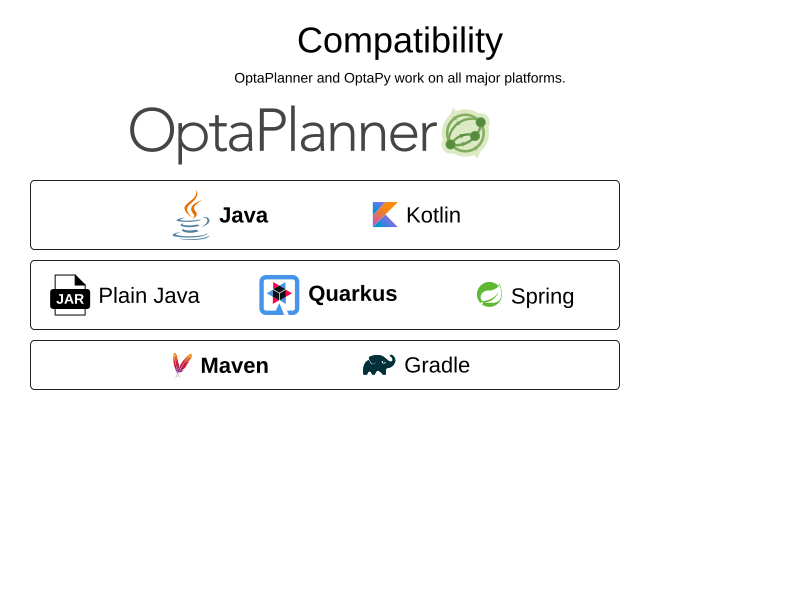 Compatibility
OptaPlanner and OptaPy work on all major platforms.
OptaPlanner
Java Kotlin
JAR Plain Java Quarkus Spring
Maven Gradle